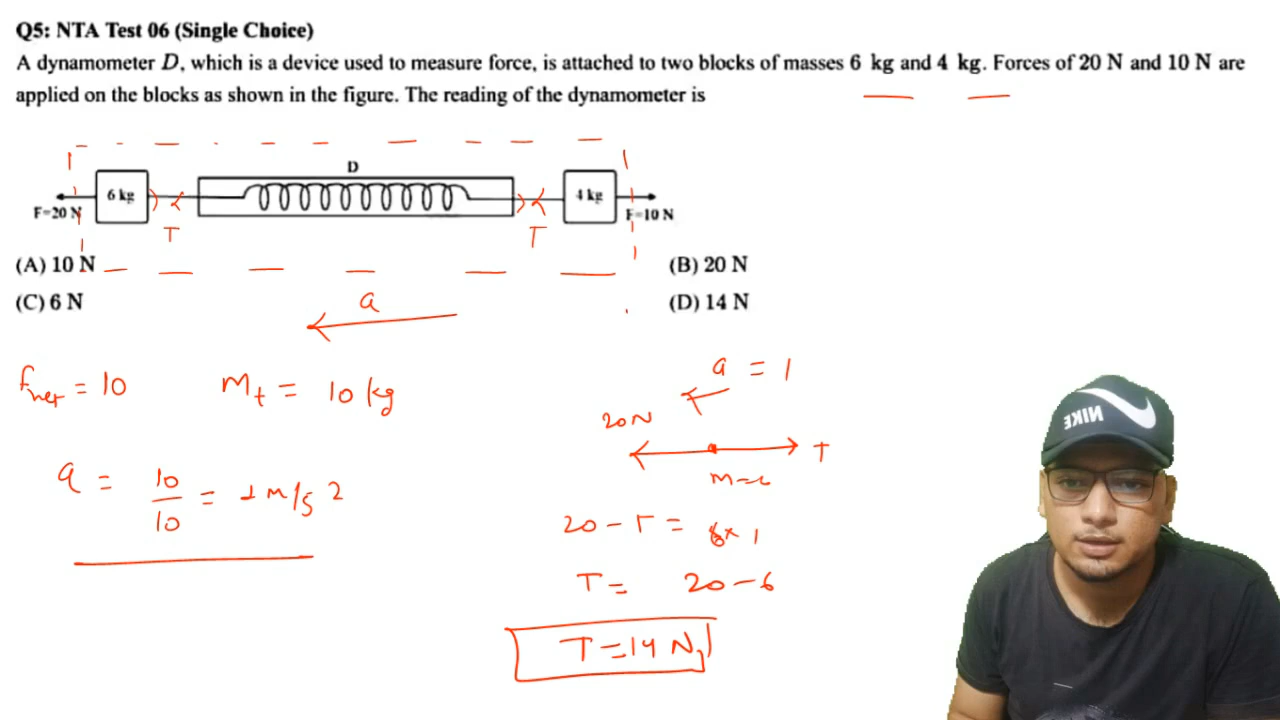 Q5: NTA Test 06 (Single Choice)
A dynamometer D, which is a device used to measure force, is attached to two blocks of masses 6 kg and 4 kg. Forces of 20 N and 10 N are
applied on the blocks as shown in the figure. The reading of the dynamometer is
D
6 kg
4 kg
F=20 N
F=10 N
T
T
(A) 10 N
(B) 20 N
(C) 6 N
(D) 14 N
a
Fnet = 10
Mt = 10 kg
a = 1
20N
T
m=6
a = 10/10 = 1 m/s 2
20 - T = 6 × 1
T = 20 - 6
T = 14 N
NIKE